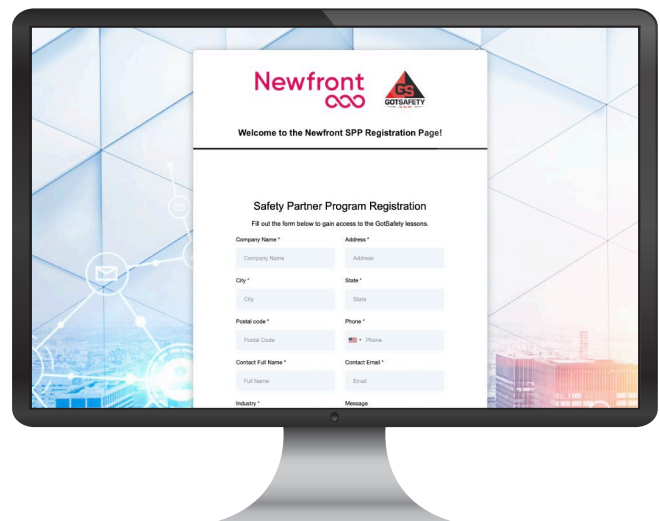 Newfront
GS
GOTSAFETY
Welcome to the Newfront SPP Registration Page!
Safety Partner Program Registration
Fill out the form below to gain access to the GotSafety lessons.
Company Name * Address *
Company Name Address
City * State *
City State
Postal code * Phone *
Postal Code Phone
Contact Full Name * Contact Email *
Full Name Email
Industry * Message